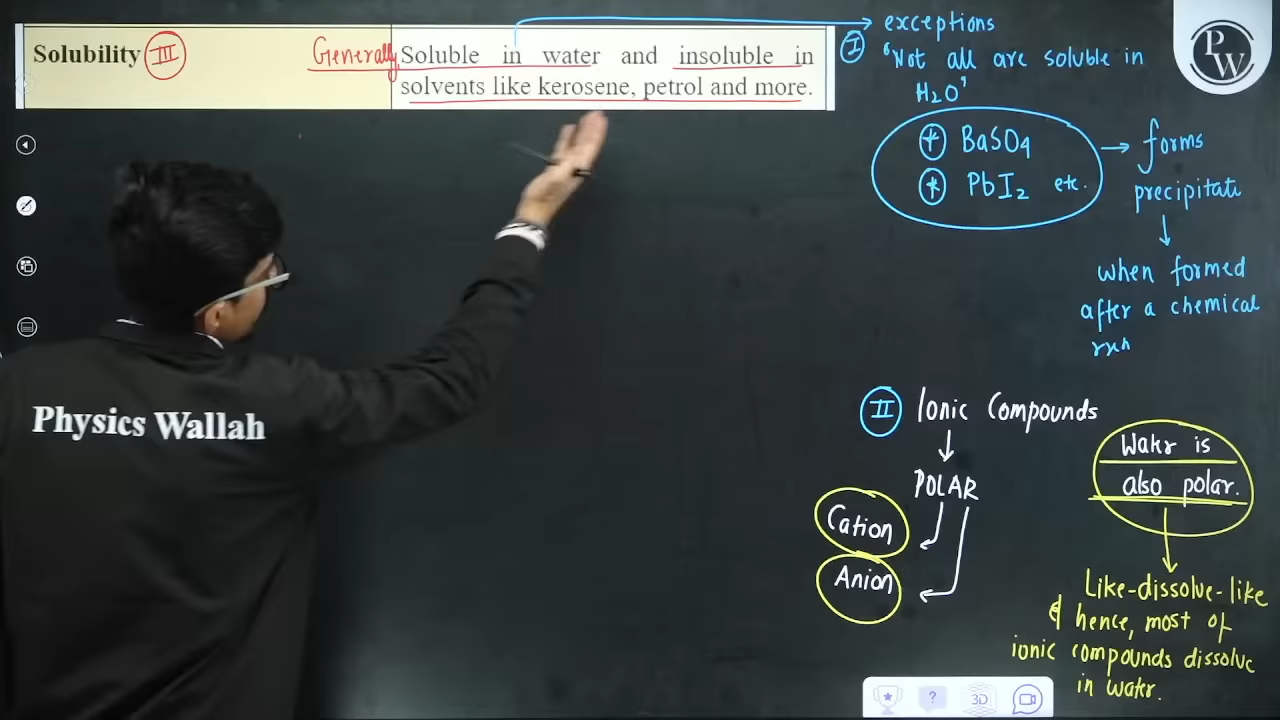 Solubility III
Generally, Soluble in water and insoluble in
solvents like kerosene, petrol and more.
→ exceptions
I 'Not all are soluble in
H2O'
* BaSO4 → forms
* PbI2 etc. precipitate
↓
when formed
after a chemical
rxn
II Ionic Compounds
↓
POLAR
Cation
Anion
Water is
also polar.
Like-dissolve-like
& hence, most of
ionic compounds dissolve
in water.
PW
Physics Wallah
?
3D